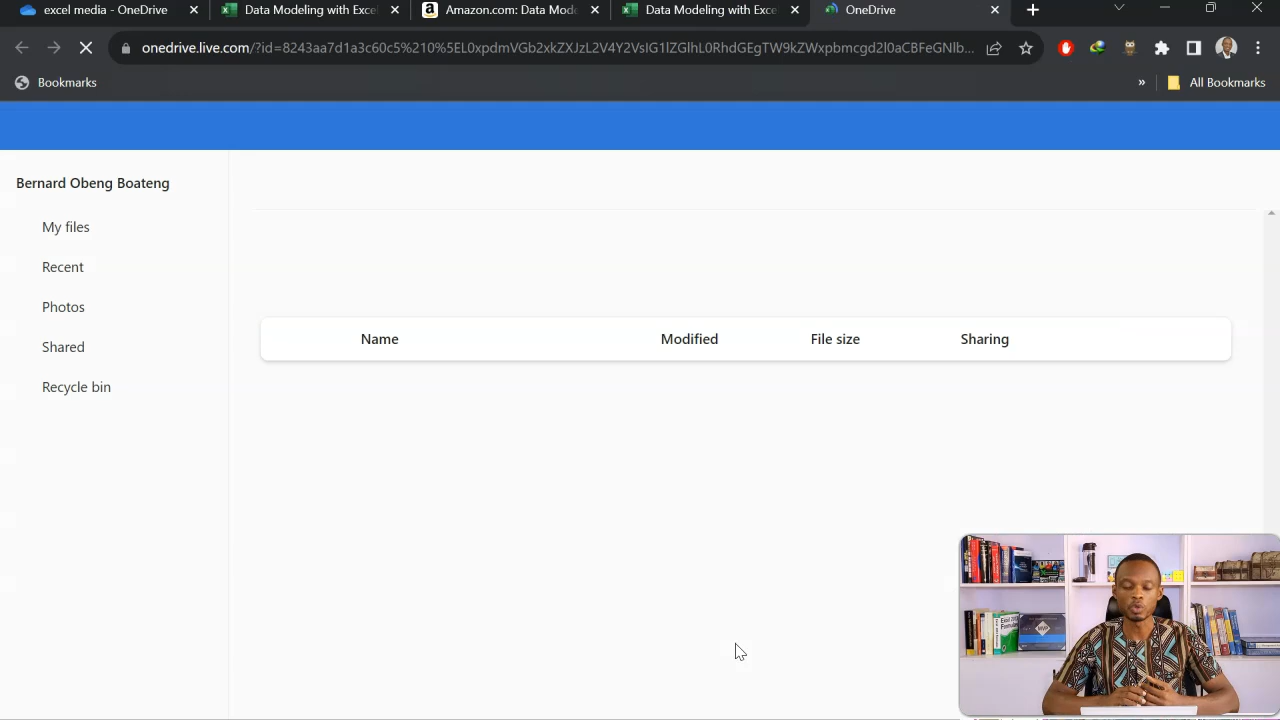 excel media - OneDrive
Data Modeling with Excel
Amazon.com: Data Mode
Data Modeling with Exce
OneDrive
onedrive.live.com/?id=8243aa7d1a3c60c5%210%5EL0xpdmVGb2xkZXJzL2V4Y2VsIG1lZGlhL0RhdGEgTW9kZWxpbmcgd2l0aCBFeGNlb...
Bookmarks
»
All Bookmarks
Bernard Obeng Boateng
My files
Recent
Photos
Shared
Recycle bin
Name
Modified
File size
Sharing